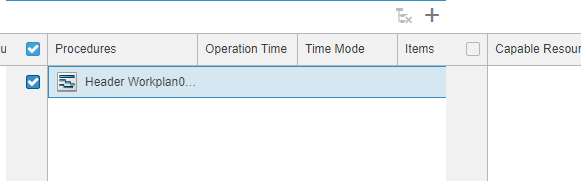 u Procedures Operation Time Time Mode Items Capable Resour
Header Workplan0...